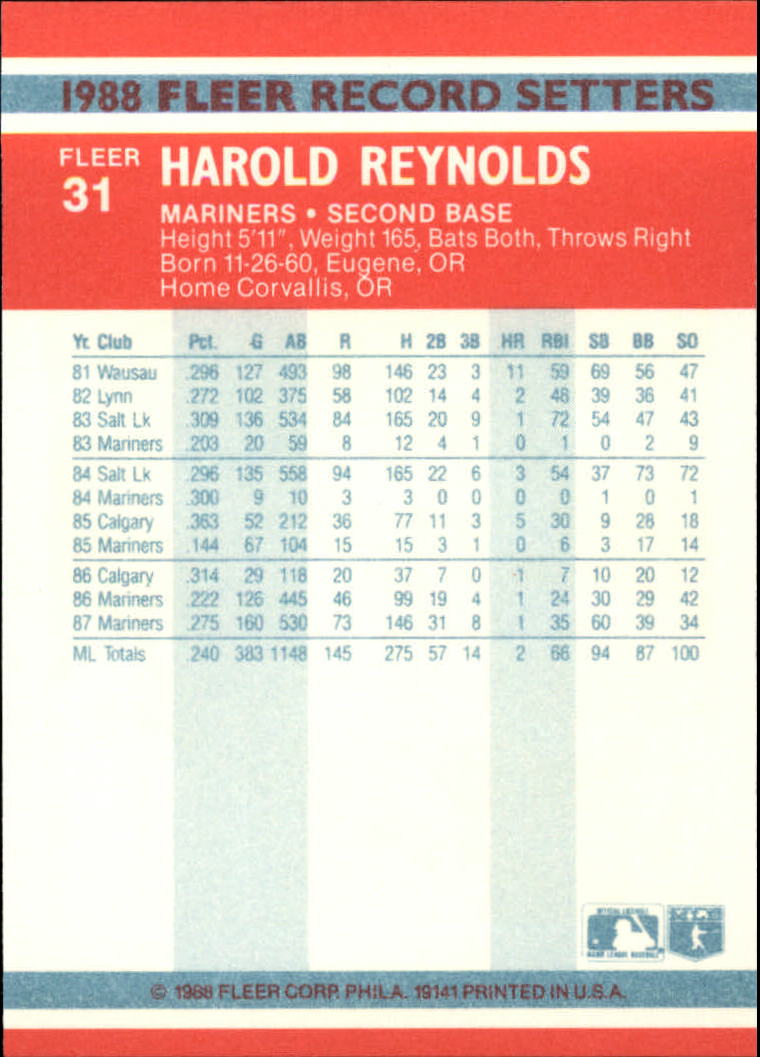 1988 FLEER RECORD SETTERS
FLEER 31
HAROLD REYNOLDS
MARINERS • SECOND BASE
Height 5'11", Weight 165, Bats Both, Throws Right
Born 11-26-60, Eugene, OR
Home Corvallis, OR
Yr. Club Pct. G AB R H 2B 3B HR RBI SB BB SO
81 Wausau .296 127 493 98 146 23 3 11 59 69 56 47
82 Lynn .272 102 375 58 102 14 4 2 48 39 36 41
83 Salt Lk .309 136 534 84 165 20 9 1 72 54 47 43
83 Mariners .203 20 59 8 12 4 1 0 1 0 2 9
84 Salt Lk .296 135 558 94 165 22 6 3 54 37 73 72
84 Mariners .300 9 10 3 3 0 0 0 0 1 0 1
85 Calgary .363 52 212 36 77 11 3 5 30 9 28 18
85 Mariners .144 67 104 15 15 3 1 0 6 3 17 14
86 Calgary .314 29 118 20 37 7 0 1 7 10 20 12
86 Mariners .222 126 445 46 99 19 4 1 24 30 29 42
87 Mariners .275 160 530 73 146 31 8 1 35 60 39 34
ML Totals .240 383 1148 145 275 57 14 2 66 94 87 100
OFFICIAL LICENSEE
MAJOR LEAGUE BASEBALL
© 1988 FLEER CORP. PHILA. 19141 PRINTED IN U.S.A.